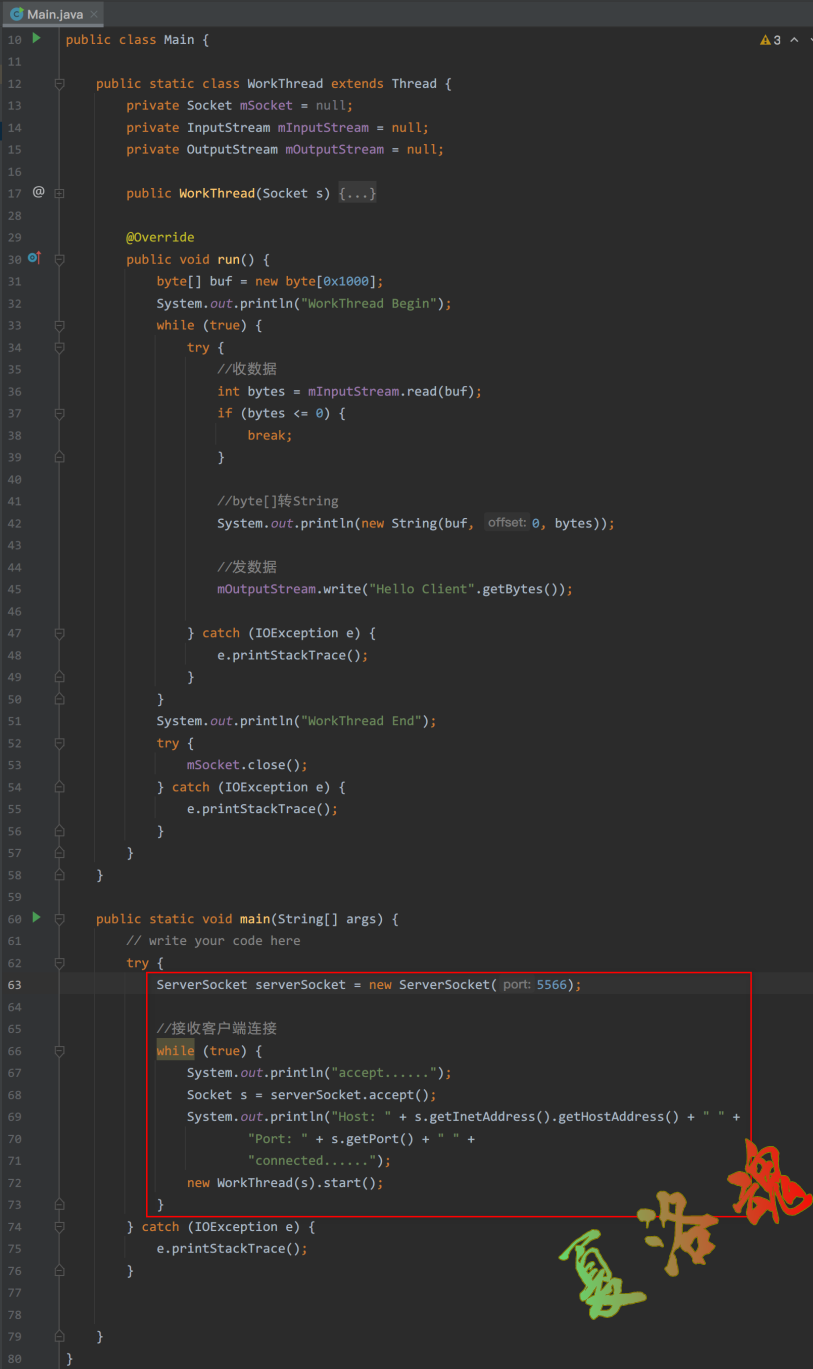 Main.java
3
10 public class Main {
11
12 public static class WorkThread extends Thread {
13 private Socket mSocket = null;
14 private InputStream mInputStream = null;
15 private OutputStream mOutputStream = null;
16
17 @ public WorkThread(Socket s) {...}
28
29 @Override
30 public void run() {
31 byte[] buf = new byte[0x1000];
32 System.out.println("WorkThread Begin");
33 while (true) {
34 try {
35 //收数据
36 int bytes = mInputStream.read(buf);
37 if (bytes <= 0) {
38 break;
39 }
40
41 //byte[]转String
42 System.out.println(new String(buf, offset: 0, bytes));
43
44 //发数据
45 mOutputStream.write("Hello Client".getBytes());
46
47 } catch (IOException e) {
48 e.printStackTrace();
49 }
50 }
51 System.out.println("WorkThread End");
52 try {
53 mSocket.close();
54 } catch (IOException e) {
55 e.printStackTrace();
56 }
57 }
58 }
59
60 public static void main(String[] args) {
61 // write your code here
62 try {
63 ServerSocket serverSocket = new ServerSocket( port: 5566);
64
65 //接收客户端连接
66 while (true) {
67 System.out.println("accept......");
68 Socket s = serverSocket.accept();
69 System.out.println("Host: " + s.getInetAddress().getHostAddress() + " " +
70 "Port: " + s.getPort() + " " +
71 "connected......");
72 new WorkThread(s).start();
73 }
74 } catch (IOException e) {
75 e.printStackTrace();
76 }
77
78
79 }
80 }
夏洛魂